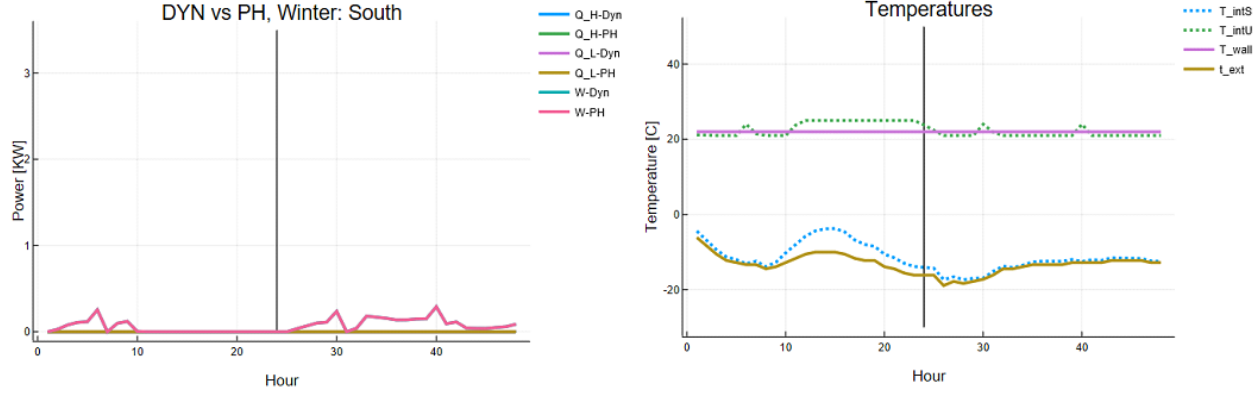 DYN vs PH, Winter: South
Power [KW]
3
2
1
0
0
10
20
30
40
Hour
Q_H-Dyn
Q_H-PH
Q_L-Dyn
Q_L-PH
W-Dyn
W-PH
Temperatures
Temperature [C]
40
20
0
-20
0
10
20
30
40
Hour
T_intS
T_intU
T_wall
t_ext